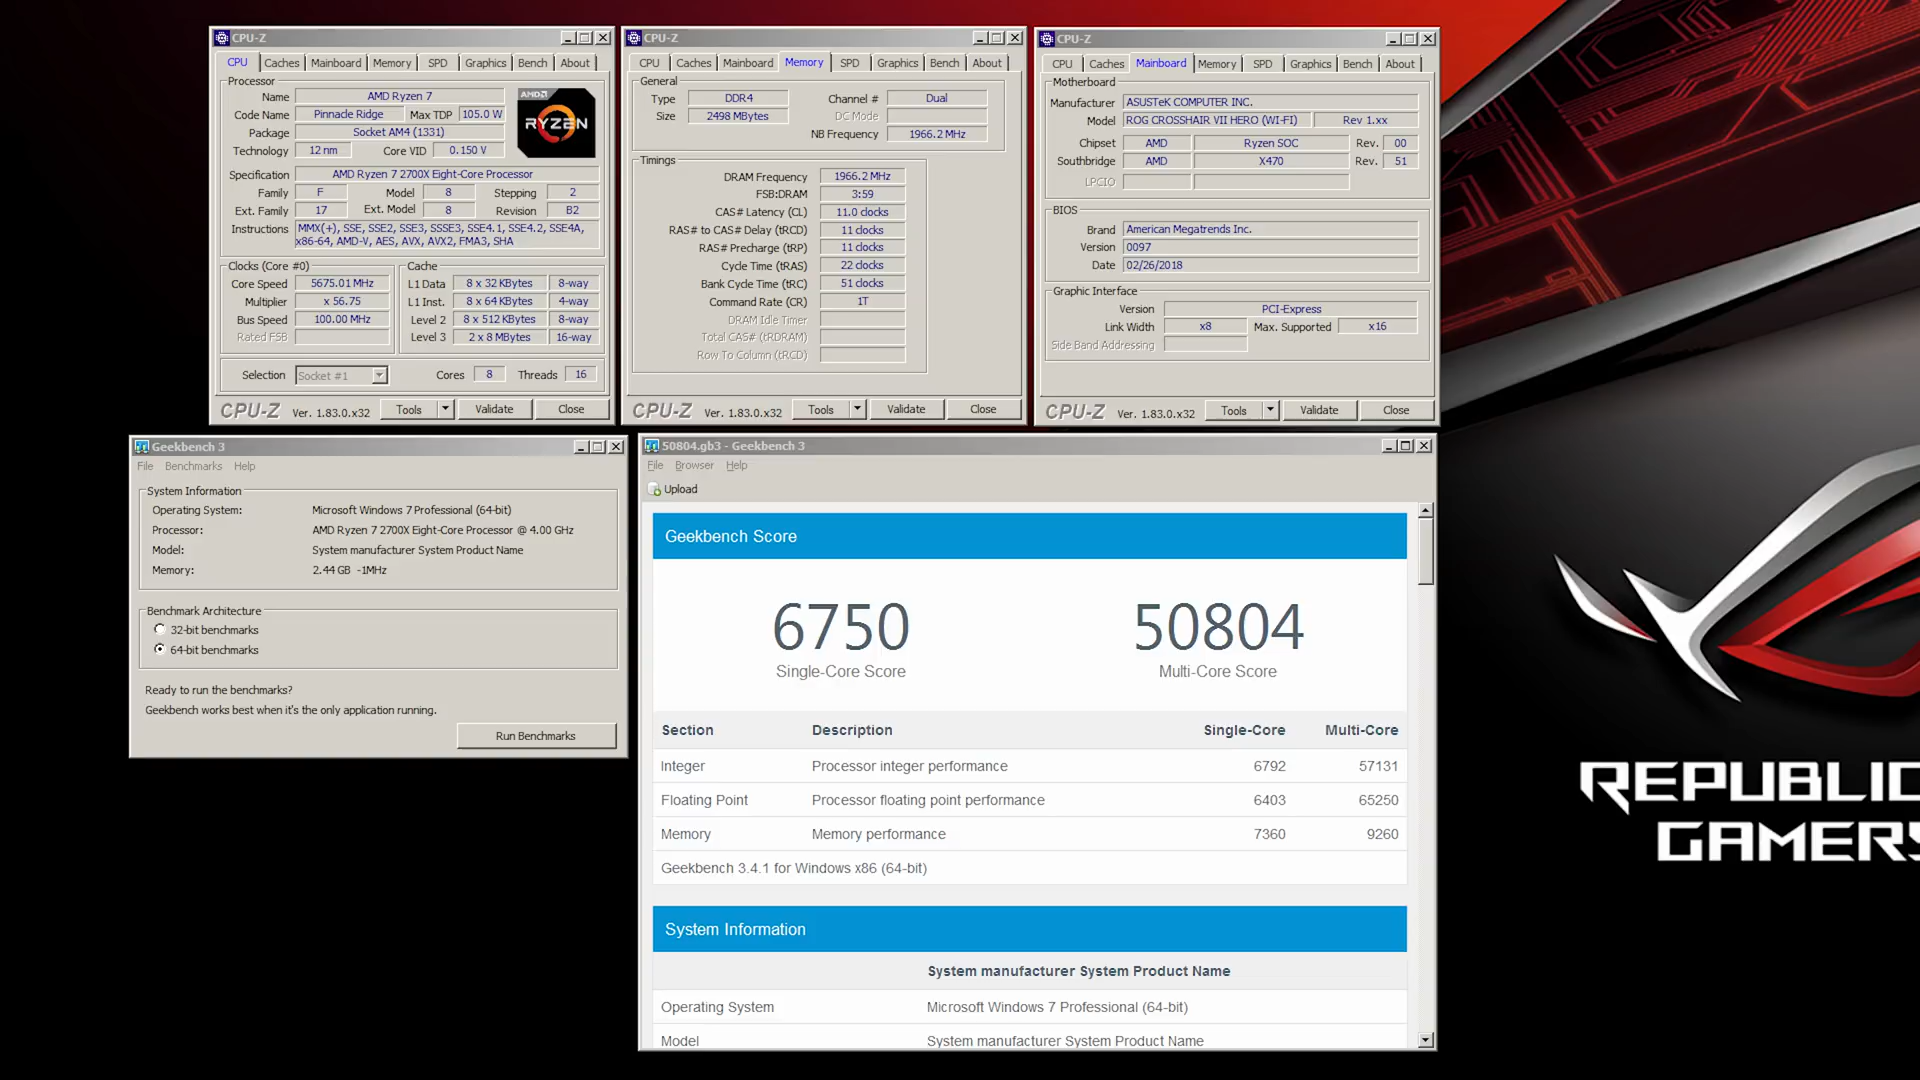 CPU-Z
CPU Caches Mainboard Memory SPD Graphics Bench About
Processor
Name AMD Ryzen 7
Code Name Pinnacle Ridge Max TDP 105.0 W
Package Socket AM4 (1331)
Technology 12 nm Core VID 0.150 V
AMD RYZEN
Specification AMD Ryzen 7 2700X Eight-Core Processor
Family F Model 8 Stepping 2
Ext. Family 17 Ext. Model 8 Revision B2
Instructions MMX(+), SSE, SSE2, SSE3, SSSE3, SSE4.1, SSE4.2, SSE4A,
x86-64, AMD-V, AES, AVX, AVX2, FMA3, SHA
Clocks (Core #0)
Core Speed 5675.01 MHz
Multiplier x 56.75
Bus Speed 100.00 MHz
Rated FSB
Cache
L1 Data 8 x 32 KBytes 8-way
L1 Inst. 8 x 64 KBytes 4-way
Level 2 8 x 512 KBytes 8-way
Level 3 2 x 8 MBytes 16-way
Selection Socket #1 Cores 8 Threads 16
CPU-Z Ver. 1.83.0.x32 Tools Validate Close
CPU-Z
CPU Caches Mainboard Memory SPD Graphics Bench About
General
Type DDR4 Channel # Dual
Size 2498 MBytes DC Mode
NB Frequency 1966.2 MHz
Timings
DRAM Frequency 1966.2 MHz
FSB:DRAM 3:59
CAS# Latency (CL) 11.0 clocks
RAS# to CAS# Delay (tRCD) 11 clocks
RAS# Precharge (tRP) 11 clocks
Cycle Time (tRAS) 22 clocks
Bank Cycle Time (tRC) 51 clocks
Command Rate (CR) 1T
DRAM Idle Timer
Total CAS# (tRDRAM)
Row To Column (tRCD)
CPU-Z Ver. 1.83.0.x32 Tools Validate Close
CPU-Z
CPU Caches Mainboard Memory SPD Graphics Bench About
Motherboard
Manufacturer ASUSTeK COMPUTER INC.
Model ROG CROSSHAIR VII HERO (WI-FI) Rev 1.xx
Chipset AMD Ryzen SOC Rev. 00
Southbridge AMD X470 Rev. 51
LPCIO
BIOS
Brand American Megatrends Inc.
Version 0097
Date 02/26/2018
Graphic Interface
Version PCI-Express
Link Width x8 Max. Supported x16
Side Band Addressing
CPU-Z Ver. 1.83.0.x32 Tools Validate Close
Geekbench 3
File Benchmarks Help
System Information
Operating System: Microsoft Windows 7 Professional (64-bit)
Processor: AMD Ryzen 7 2700X Eight-Core Processor @ 4.00 GHz
Model: System manufacturer System Product Name
Memory: 2.44 GB -1MHz
Benchmark Architecture
32-bit benchmarks
64-bit benchmarks
Ready to run the benchmarks?
Geekbench works best when it's the only application running.
Run Benchmarks
50804.gb3 - Geekbench 3
File Browser Help
Upload
Geekbench Score
6750 50804
Single-Core Score Multi-Core Score
Section Description Single-Core Multi-Core
Integer Processor integer performance 6792 57131
Floating Point Processor floating point performance 6403 65250
Memory Memory performance 7360 9260
Geekbench 3.4.1 for Windows x86 (64-bit)
System Information
System manufacturer System Product Name
Operating System Microsoft Windows 7 Professional (64-bit)
Model System manufacturer System Product Name
REPUBLIC
GAMERS